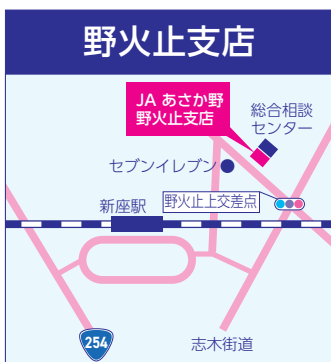 野火止支店
JA あさか野
野火止支店
総合相談
センター
セブンイレブン
新座駅
野火止上交差点
254
志木街道